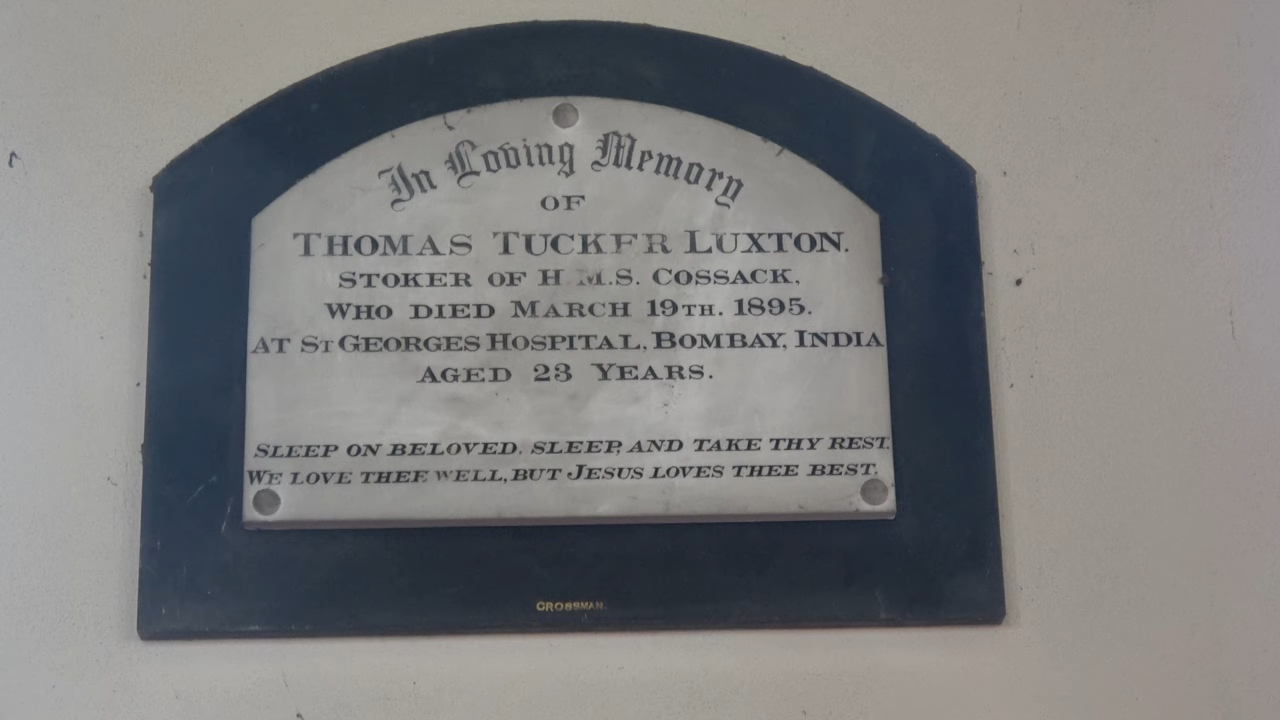 In Loving Memory
OF
THOMAS TUCKER LUXTON.
STOKER OF H.M.S. COSSACK,
WHO DIED MARCH 19TH. 1895.
AT ST GEORGES HOSPITAL, BOMBAY, INDIA
AGED 23 YEARS.
SLEEP ON BELOVED, SLEEP, AND TAKE THY REST.
WE LOVE THEE WELL, BUT JESUS LOVES THEE BEST.
CROSSMAN.